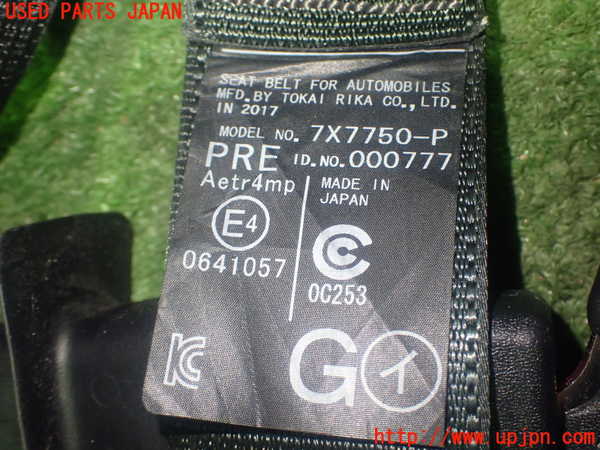 USED PARTS JAPAN
SEAT BELT FOR AUTOMOBILES
MFD.BY TOKAI RIKA CO.,LTD.
IN 2017
MODEL NO. 7X7750-P
PRE I.D.NO.000777
Aetr4mp
MADE IN
JAPAN
E4
0641057
0C253
KC
G イ
http://www.upjpn.com/